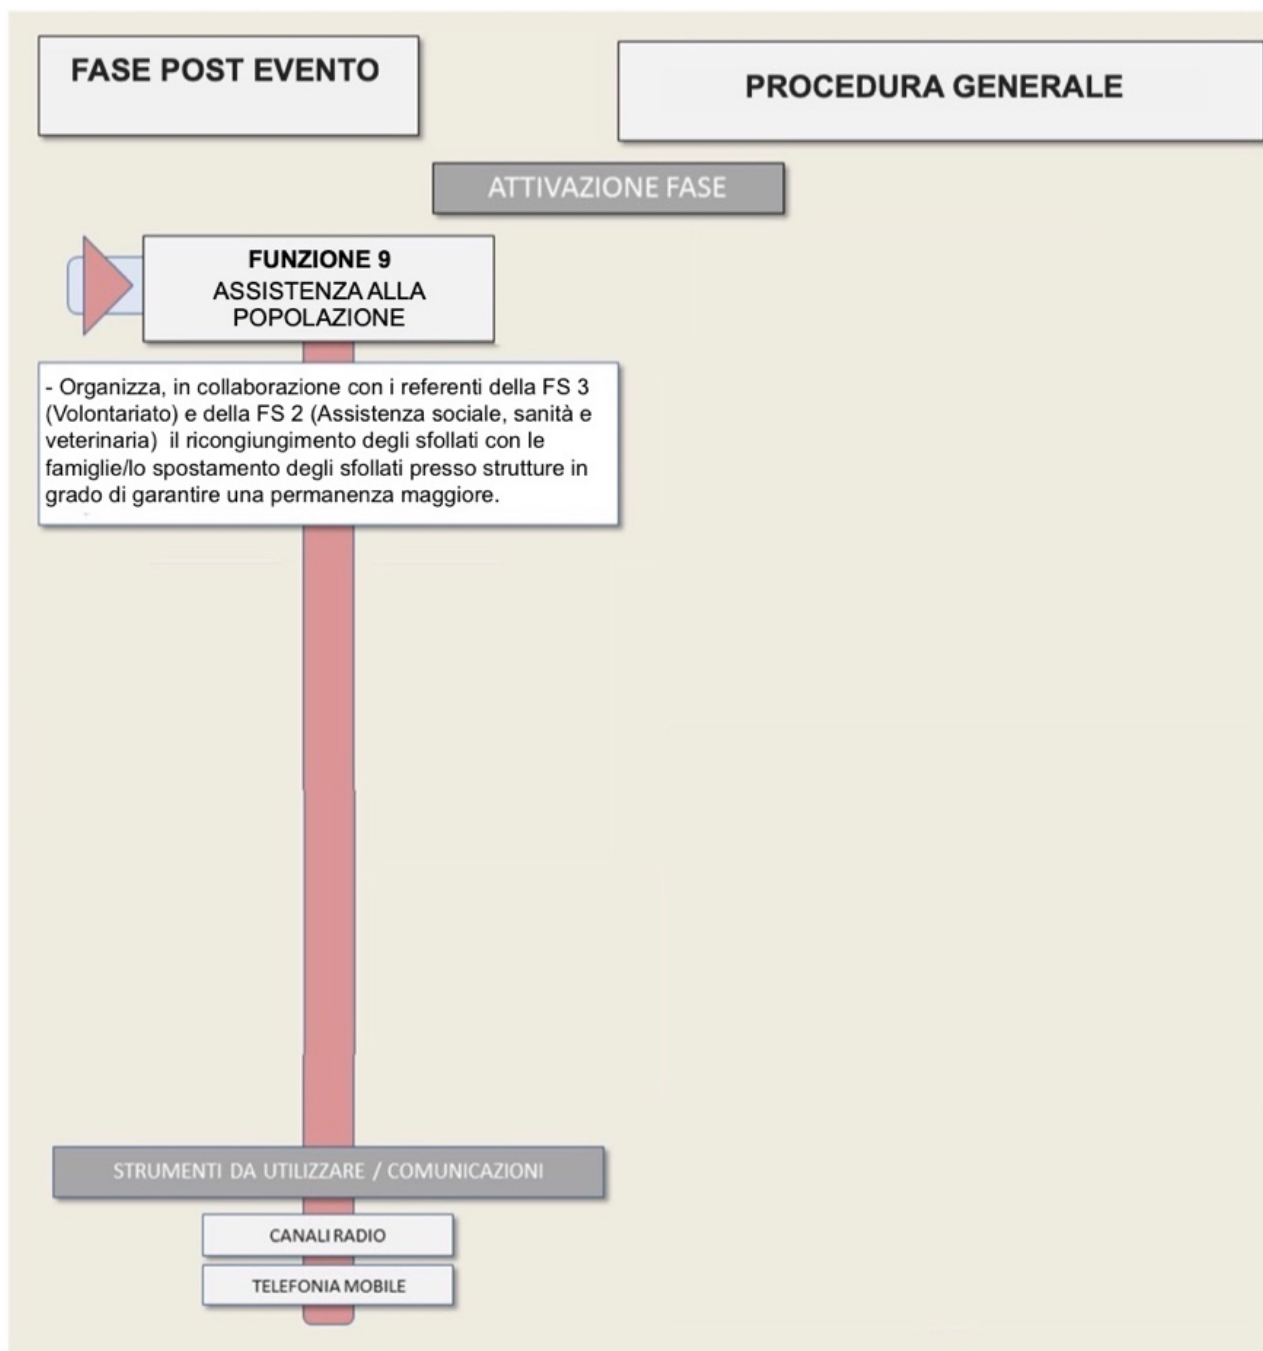 FASE POST EVENTO
PROCEDURA GENERALE
ATTIVAZIONE FASE
FUNZIONE 9
ASSISTENZA ALLA
POPOLAZIONE
- Organizza, in collaborazione con i referenti della FS 3
(Volontariato) e della FS 2 (Assistenza sociale, sanità e
veterinaria) il ricongiungimento degli sfollati con le
famiglie/lo spostamento degli sfollati presso strutture in
grado di garantire una permanenza maggiore.
STRUMENTI DA UTILIZZARE / COMUNICAZIONI
CANALI RADIO
TELEFONIA MOBILE